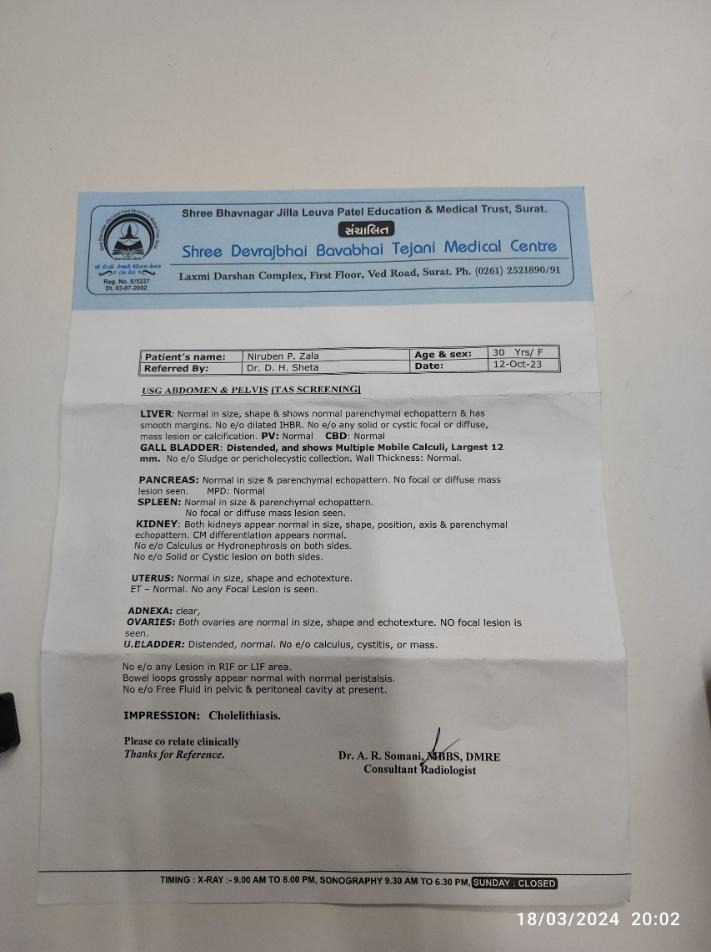 Shree Bhavnagar Jilla Leuva Patel Education & Medical Trust, Surat.
સંચાલિત
Shree Devrajbhai Bavabhai Tejani Medical Centre
Laxmi Darshan Complex, First Floor, Ved Road, Surat. Ph. (0261) 2521890/91
Reg. No. E/5227
Dt. 03-07-2002
Patient's name: Niruben P. Zala Age & sex: 30 Yrs/ F
Referred By: Dr. D. H. Sheta Date: 12-Oct-23
USG ABDOMEN & PELVIS [TAS SCREENING]
LIVER: Normal in size, shape & shows normal parenchymal echopattern & has
smooth margins. No e/o dilated IHBR. No e/o any solid or cystic focal or diffuse,
mass lesion or calcification. PV: Normal CBD: Normal
GALL BLADDER: Distended, and shows Multiple Mobile Calculi, Largest 12
mm. No e/o Sludge or pericholecystic collection. Wall Thickness: Normal.
PANCREAS: Normal in size & parenchymal echopattern. No focal or diffuse mass
lesion seen. MPD: Normal
SPLEEN: Normal in size & parenchymal echopattern.
No focal or diffuse mass lesion seen.
KIDNEY: Both kidneys appear normal in size, shape, position, axis & parenchymal
echopattern. CM differentiation appears normal.
No e/o Calculus or Hydronephrosis on both sides.
No e/o Solid or Cystic lesion on both sides.
UTERUS: Normal in size, shape and echotexture.
ET – Normal. No any Focal Lesion is seen.
ADNEXA: clear,
OVARIES: Both ovaries are normal in size, shape and echotexture. NO focal lesion is
seen.
U.BLADDER: Distended, normal. No e/o calculus, cystitis, or mass.
No e/o any Lesion in RIF or LIF area.
Bowel loops grossly appear normal with normal peristalsis.
No e/o Free Fluid in pelvic & peritoneal cavity at present.
IMPRESSION: Cholelithiasis.
Please co relate clinically
Thanks for Reference.
Dr. A. R. Somani, MBBS, DMRE
Consultant Radiologist
TIMING : X-RAY :- 9.00 AM TO 8.00 PM, SONOGRAPHY 9.30 AM TO 6.30 PM, SUNDAY : CLOSED
18/03/2024 20:02